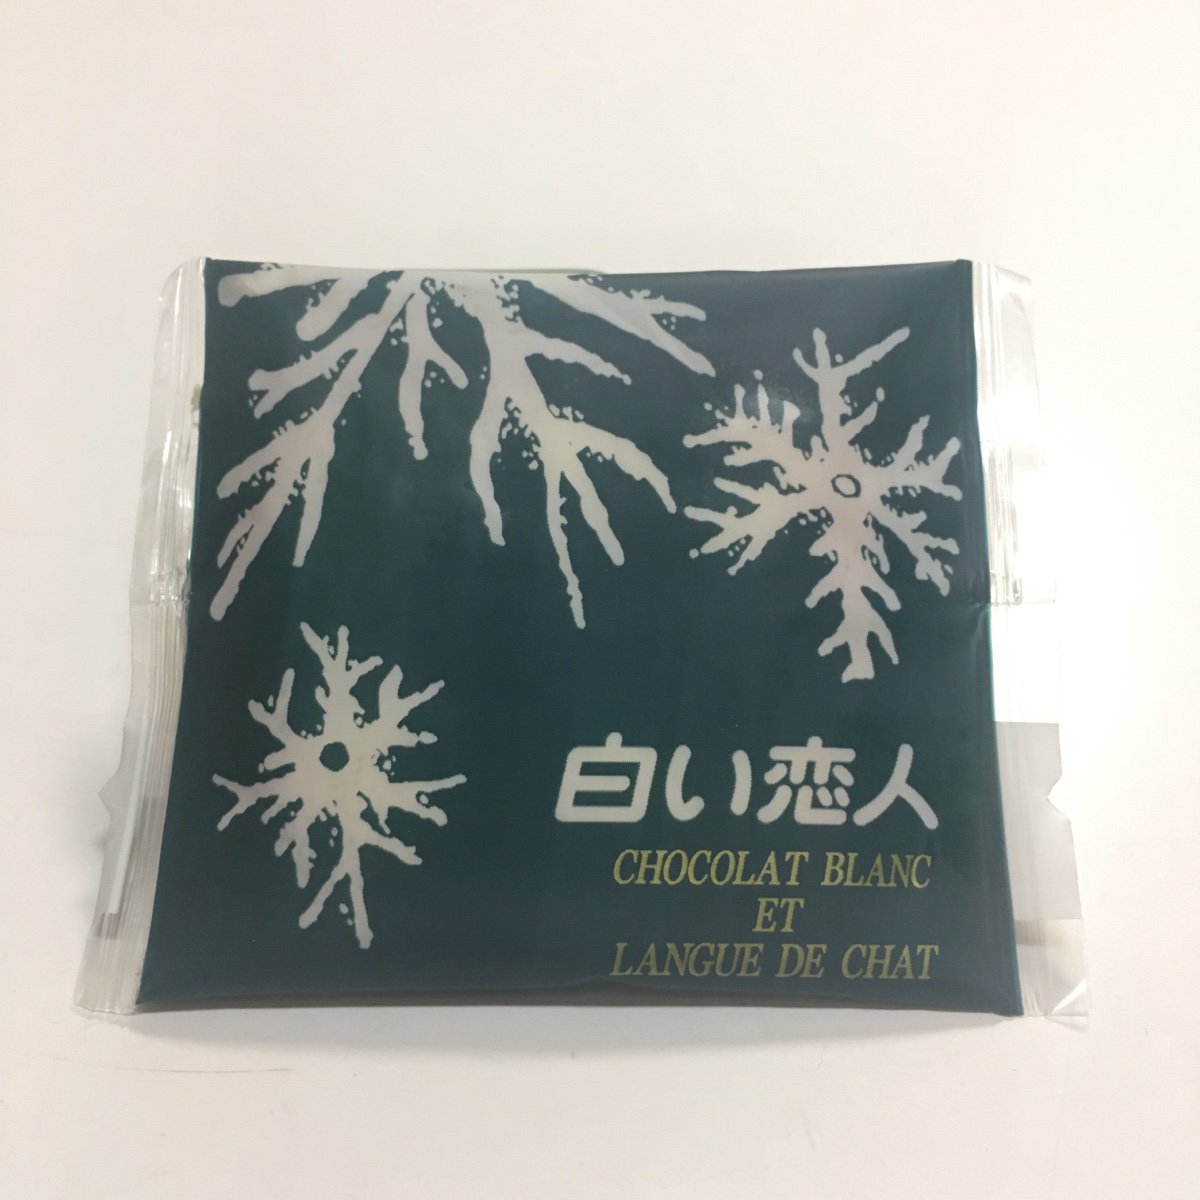 白い恋人
CHOCOLAT BLANC
ET
LANGUE DE CHAT